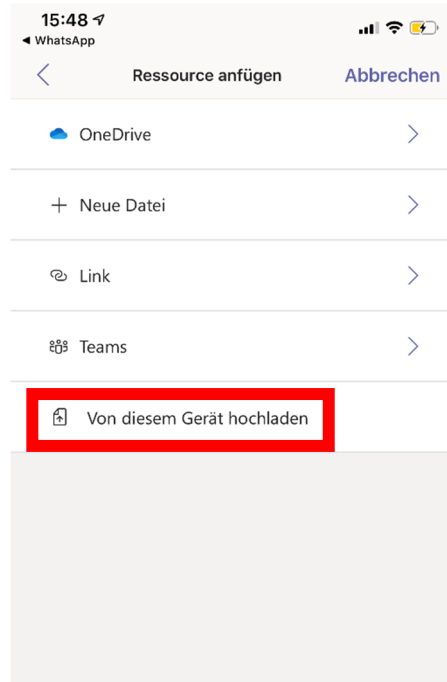 15:48
◀ WhatsApp
Ressource anfügen
Abbrechen
OneDrive
Neue Datei
Link
Teams
Von diesem Gerät hochladen